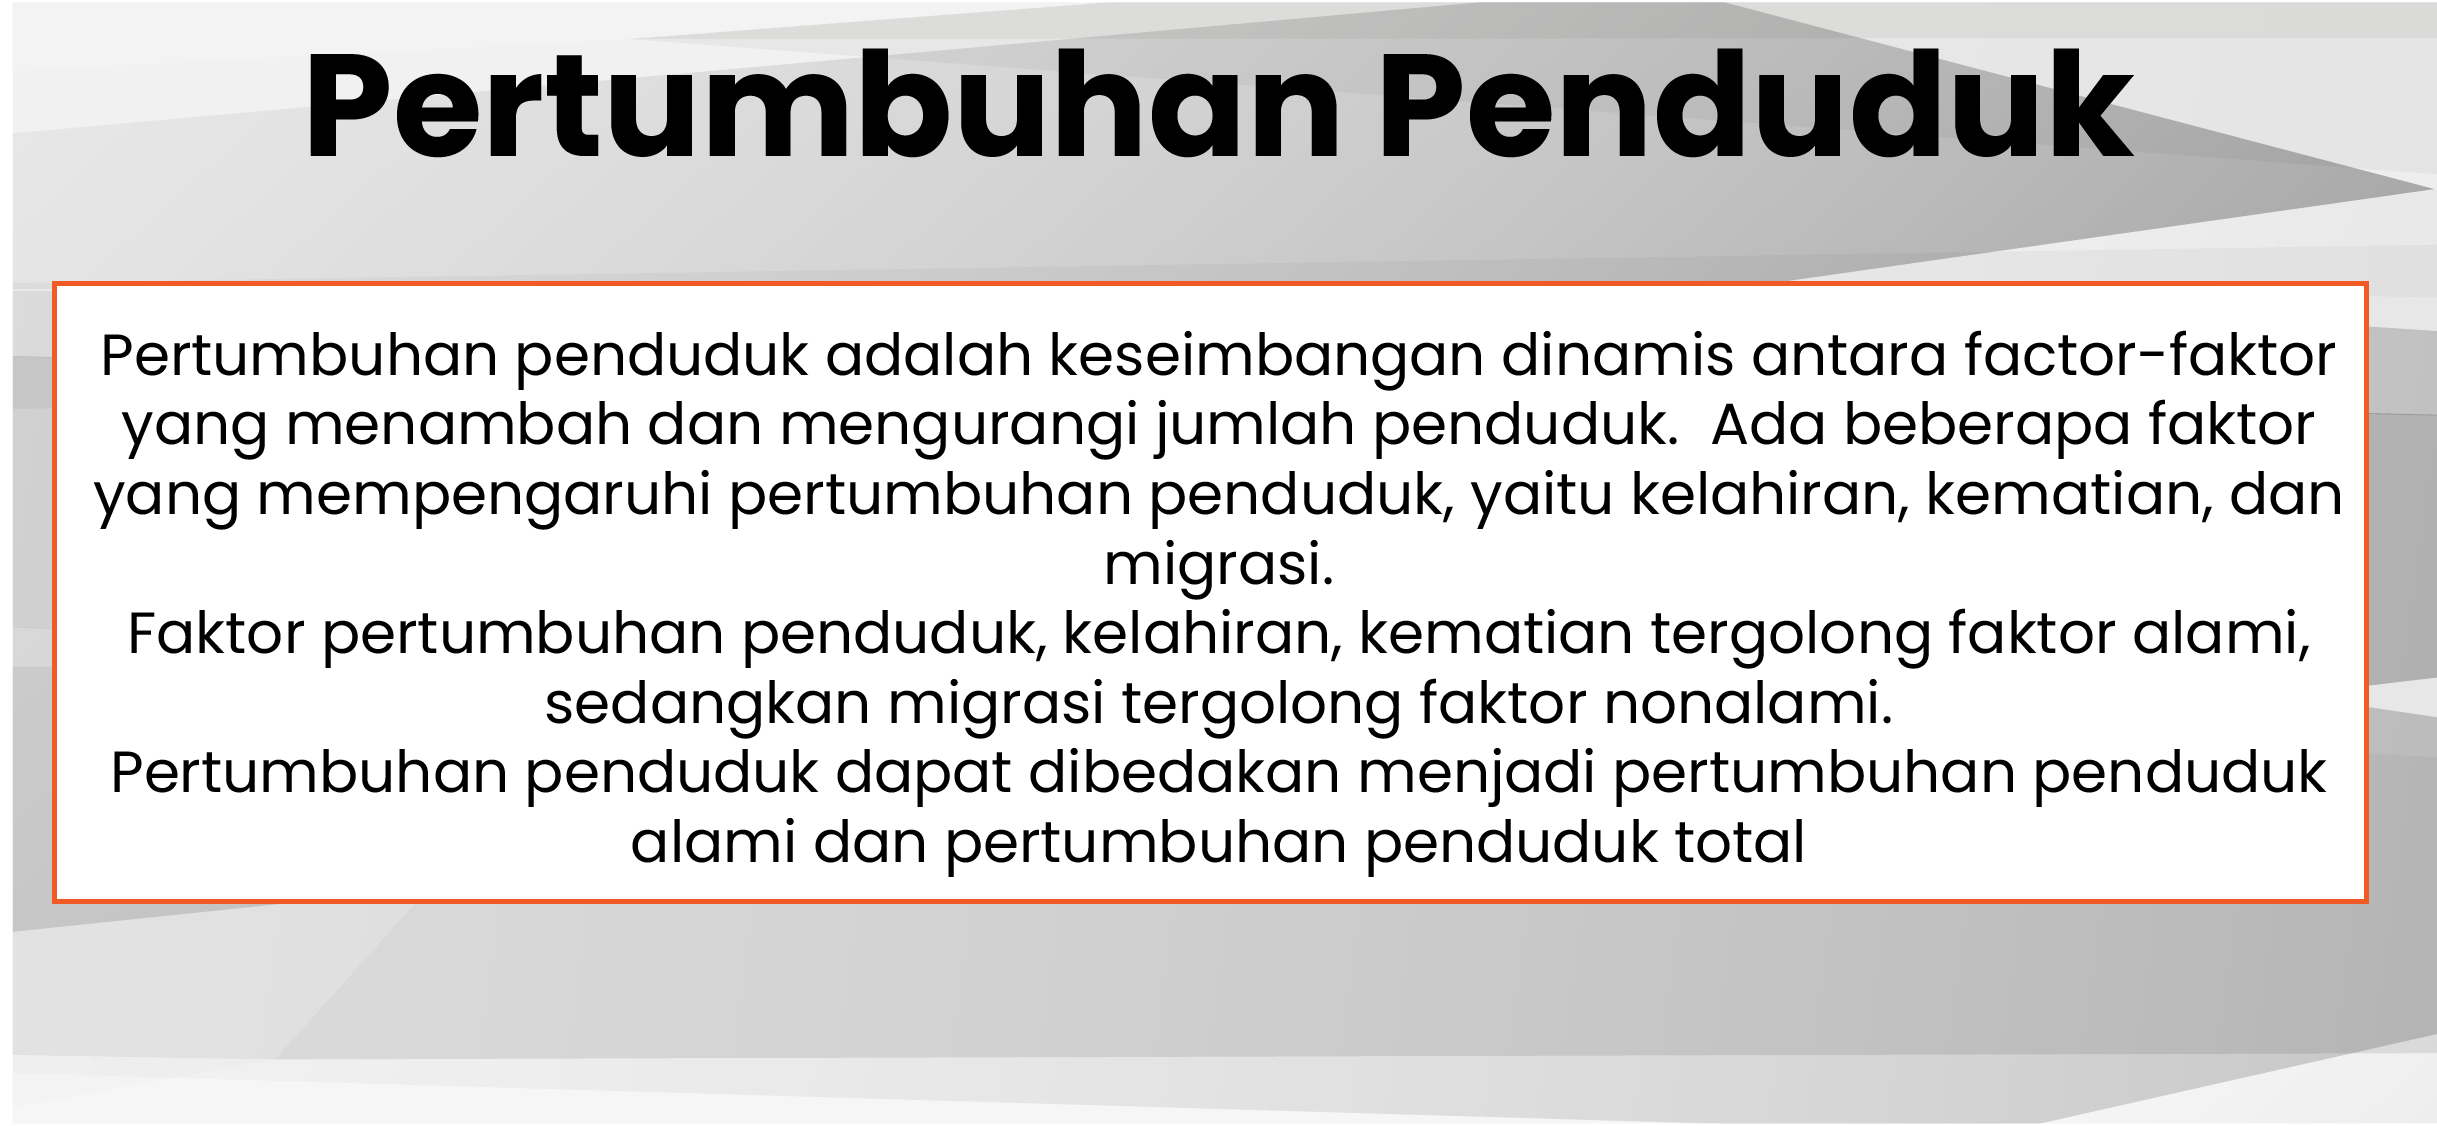 Pertumbuhan Penduduk
Pertumbuhan penduduk adalah keseimbangan dinamis antara factor-faktor
yang menambah dan mengurangi jumlah penduduk.  Ada beberapa faktor
yang mempengaruhi pertumbuhan penduduk, yaitu kelahiran, kematian, dan
migrasi.
Faktor pertumbuhan penduduk, kelahiran, kematian tergolong faktor alami,
sedangkan migrasi tergolong faktor nonalami.
Pertumbuhan penduduk dapat dibedakan menjadi pertumbuhan penduduk
alami dan pertumbuhan penduduk total